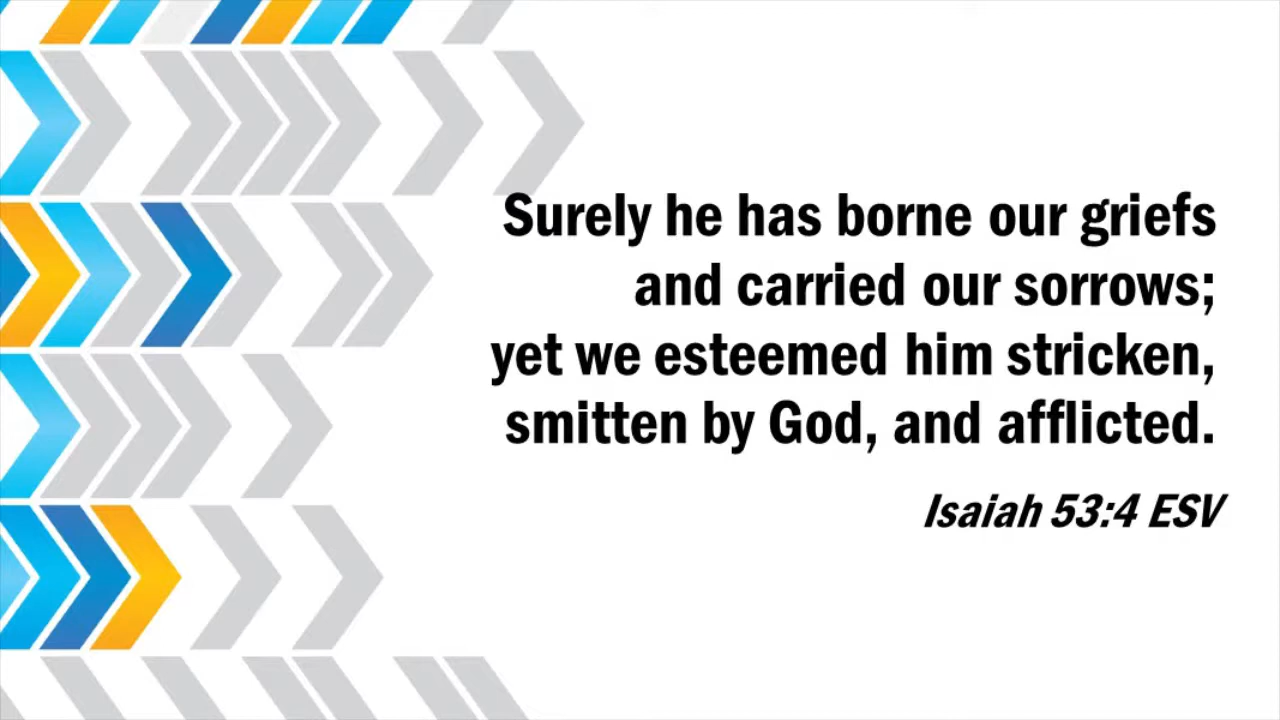 Surely he has borne our griefs
and carried our sorrows;
yet we esteemed him stricken,
smitten by God, and afflicted.
Isaiah 53:4 ESV